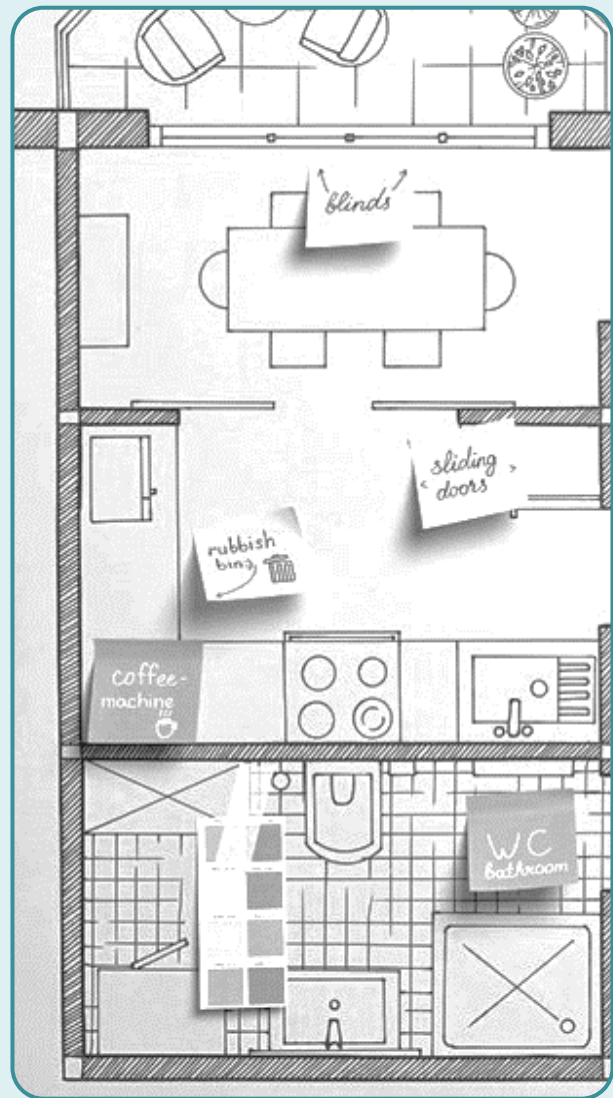 blinds
sliding
doors
rubbish
bins
coffee-
machine
WC
bathroom